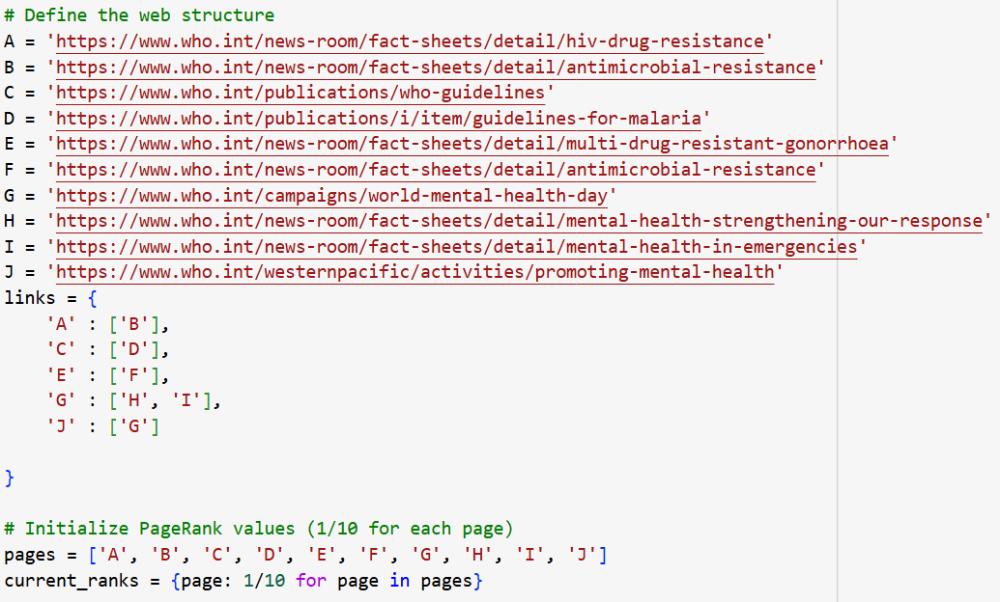 # Define the web structure
A = 'https://www.who.int/news-room/fact-sheets/detail/hiv-drug-resistance'
B = 'https://www.who.int/news-room/fact-sheets/detail/antimicrobial-resistance'
C = 'https://www.who.int/publications/who-guidelines'
D = 'https://www.who.int/publications/i/item/guidelines-for-malaria'
E = 'https://www.who.int/news-room/fact-sheets/detail/multi-drug-resistant-gonorrhoea'
F = 'https://www.who.int/news-room/fact-sheets/detail/antimicrobial-resistance'
G = 'https://www.who.int/campaigns/world-mental-health-day'
H = 'https://www.who.int/news-room/fact-sheets/detail/mental-health-strengthening-our-response'
I = 'https://www.who.int/news-room/fact-sheets/detail/mental-health-in-emergencies'
J = 'https://www.who.int/westernpacific/activities/promoting-mental-health'
links = {
    'A' : ['B'],
    'C' : ['D'],
    'E' : ['F'],
    'G' : ['H', 'I'],
    'J' : ['G']
}
# Initialize PageRank values (1/10 for each page)
pages = ['A', 'B', 'C', 'D', 'E', 'F', 'G', 'H', 'I', 'J']
current_ranks = {page: 1/10 for page in pages}